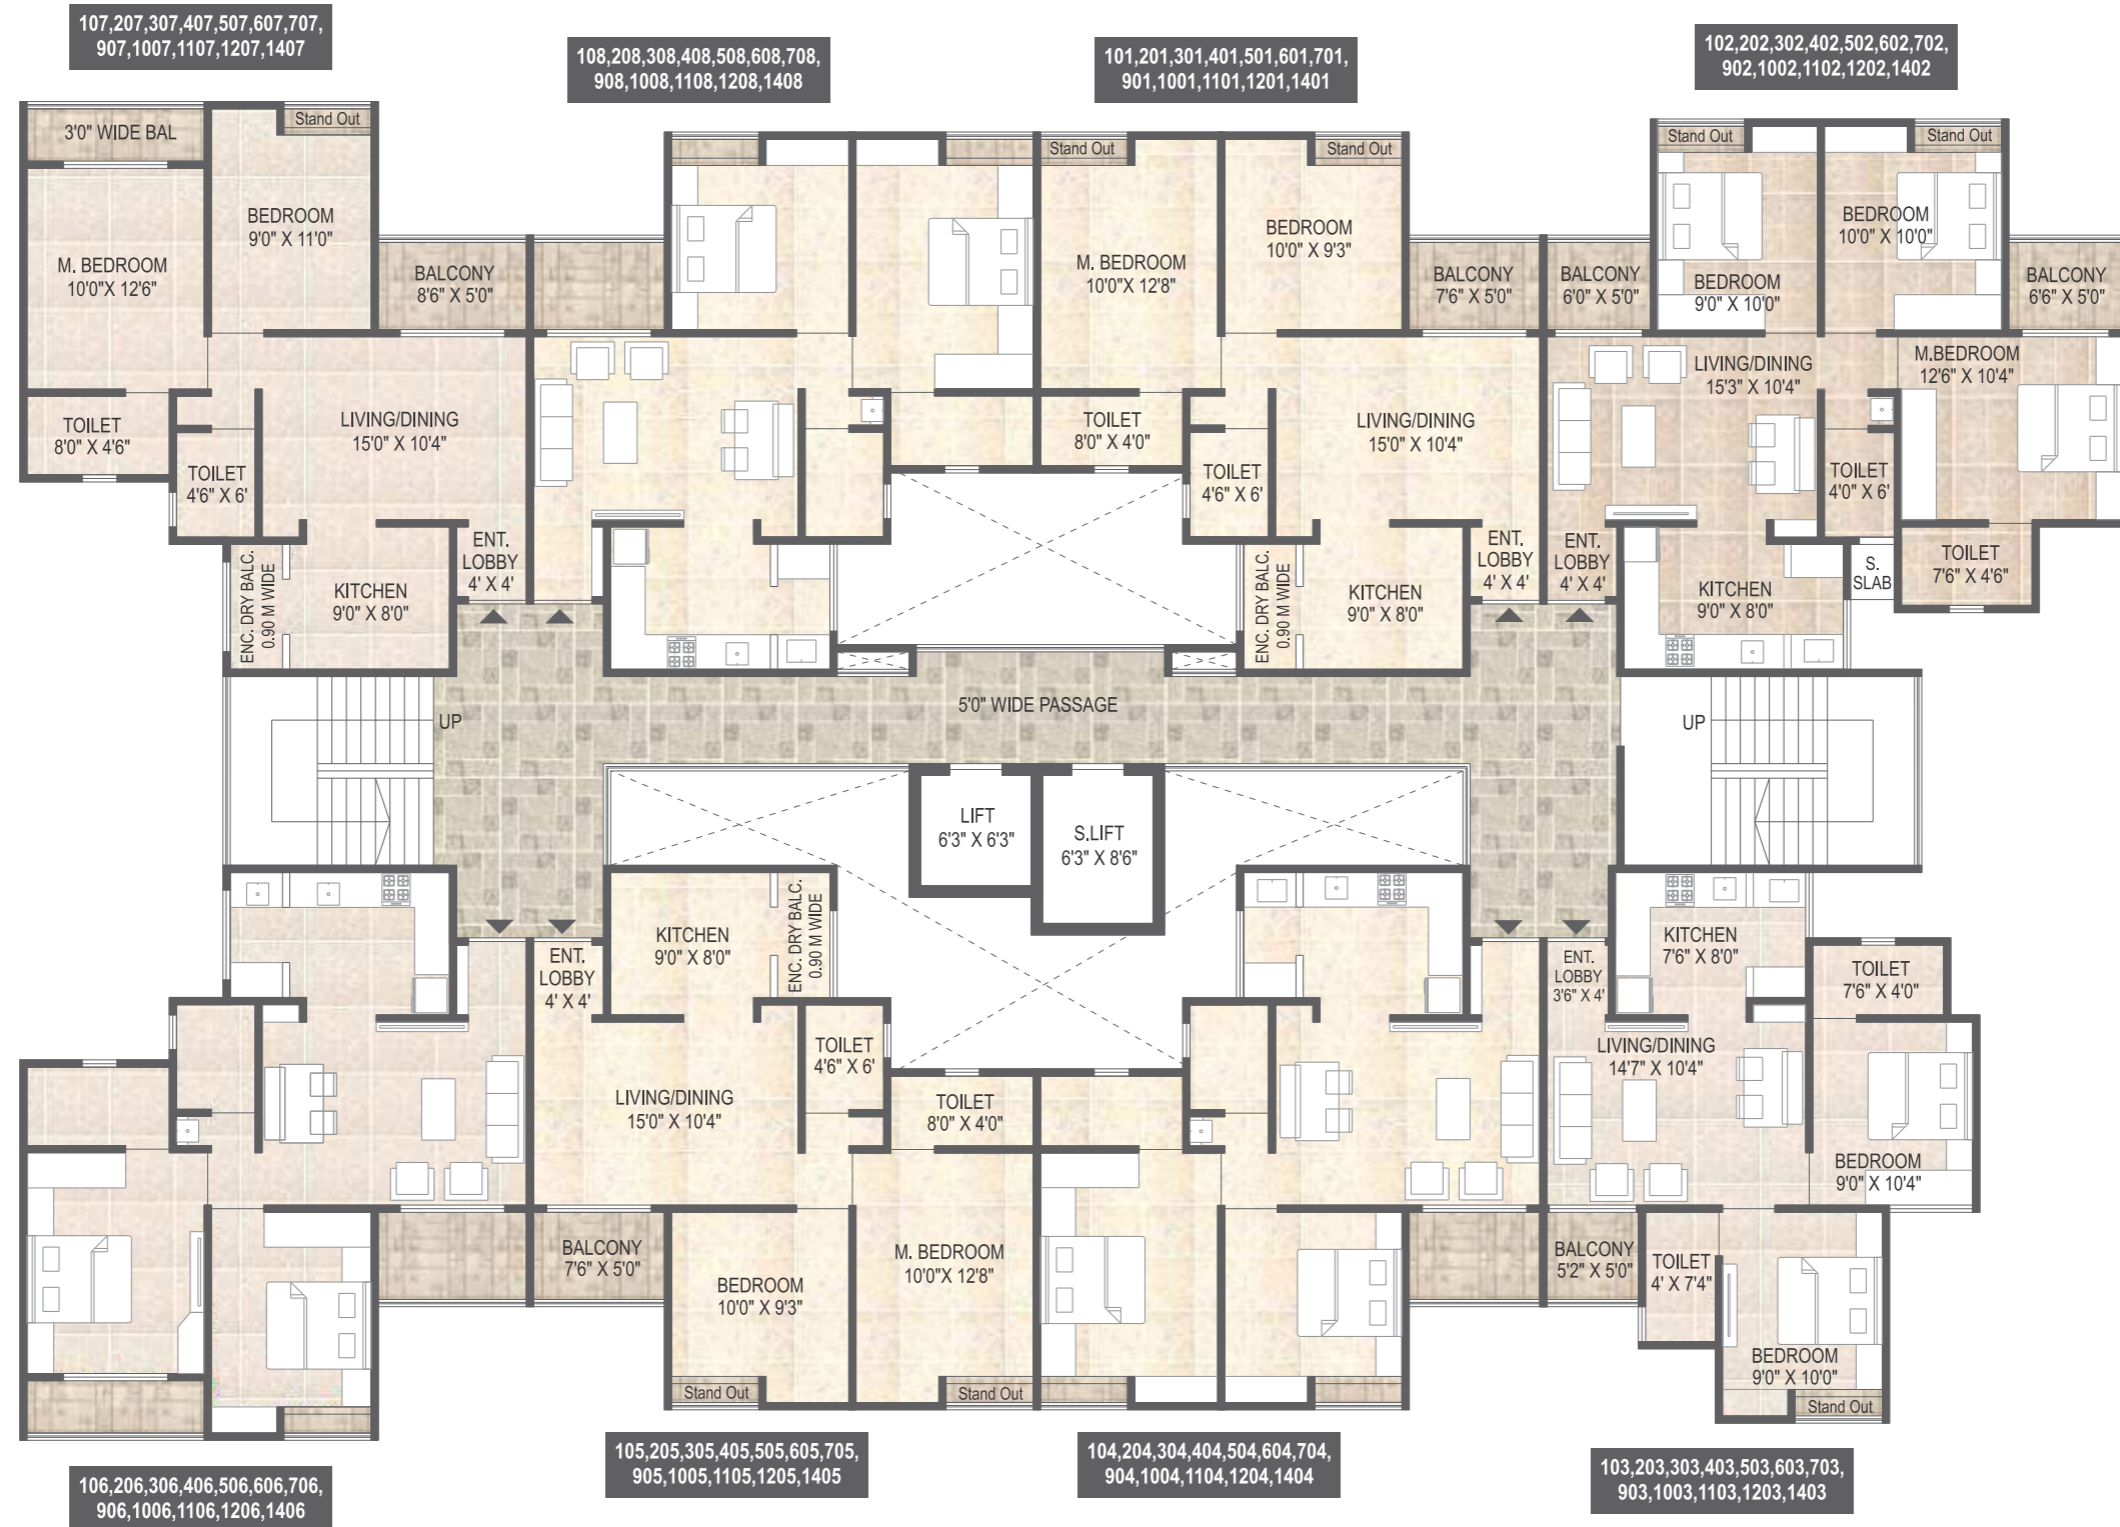 107,207,307,407,507,607,707,
907,1007,1107,1207,1407
108,208,308,408,508,608,708,
908,1008,1108,1208,1408
101,201,301,401,501,601,701,
901,1001,1101,1201,1401
102,202,302,402,502,602,702,
902,1002,1102,1202,1402
3'0" WIDE BAL
Stand Out
BEDROOM
9'0" X 11'0"
M. BEDROOM
10'0"X 12'6"
BALCONY
8'6" X 5'0"
TOILET
8'0" X 4'6"
TOILET
4'6" X 6'
LIVING/DINING
15'0" X 10'4"
ENT.
LOBBY
4' X 4'
KITCHEN
9'0" X 8'0"
ENC. DRY BALC.
0.90 M WIDE
Stand Out
Stand Out
M. BEDROOM
10'0"X 12'8"
BEDROOM
10'0" X 9'3"
BALCONY
7'6" X 5'0"
TOILET
8'0" X 4'0"
TOILET
4'6" X 6'
LIVING/DINING
15'0" X 10'4"
ENT.
LOBBY
4' X 4'
KITCHEN
9'0" X 8'0"
ENC. DRY BALC.
0.90 M WIDE
Stand Out
Stand Out
BEDROOM
10'0" X 10'0"
BALCONY
6'0" X 5'0"
BEDROOM
9'0" X 10'0"
BALCONY
6'6" X 5'0"
LIVING/DINING
15'3" X 10'4"
M.BEDROOM
12'6" X 10'4"
TOILET
4'0" X 6'
ENT.
LOBBY
4' X 4'
KITCHEN
9'0" X 8'0"
S.
SLAB
TOILET
7'6" X 4'6"
UP
5'0" WIDE PASSAGE
UP
LIFT
6'3" X 6'3"
S.LIFT
6'3" X 8'6"
KITCHEN
9'0" X 8'0"
ENC. DRY BALC.
0.90 M WIDE
ENT.
LOBBY
4' X 4'
TOILET
4'6" X 6'
LIVING/DINING
15'0" X 10'4"
TOILET
8'0" X 4'0"
BALCONY
7'6" X 5'0"
BEDROOM
10'0" X 9'3"
M. BEDROOM
10'0"X 12'8"
Stand Out
Stand Out
KITCHEN
7'6" X 8'0"
ENT.
LOBBY
3'6" X 4'
TOILET
7'6" X 4'0"
LIVING/DINING
14'7" X 10'4"
BEDROOM
9'0" X 10'4"
BALCONY
5'2" X 5'0"
TOILET
4' X 7'4"
BEDROOM
9'0" X 10'0"
Stand Out
106,206,306,406,506,606,706,
906,1006,1106,1206,1406
105,205,305,405,505,605,705,
905,1005,1105,1205,1405
104,204,304,404,504,604,704,
904,1004,1104,1204,1404
103,203,303,403,503,603,703,
903,1003,1103,1203,1403